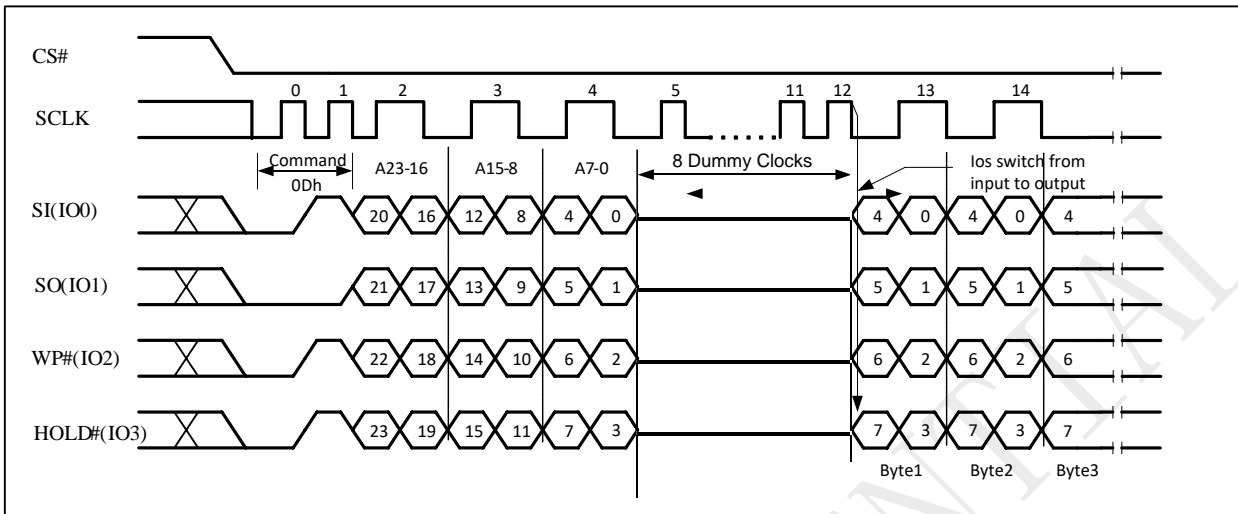 CS#
0 1 2 3 4 5 11 12 13 14
SCLK
Command 0Dh
A23-16 A15-8 A7-0
8 Dummy Clocks
Ios switch from
input to output
SI(IO0) 20 16 12 8 4 0 4 0 4 0 4
SO(IO1) 21 17 13 9 5 1 5 1 5 1 5
WP#(IO2) 22 18 14 10 6 2 6 2 6 2 6
HOLD#(IO3) 23 19 15 11 7 3 7 3 7 3 7
Byte1 Byte2 Byte3
NTIAL